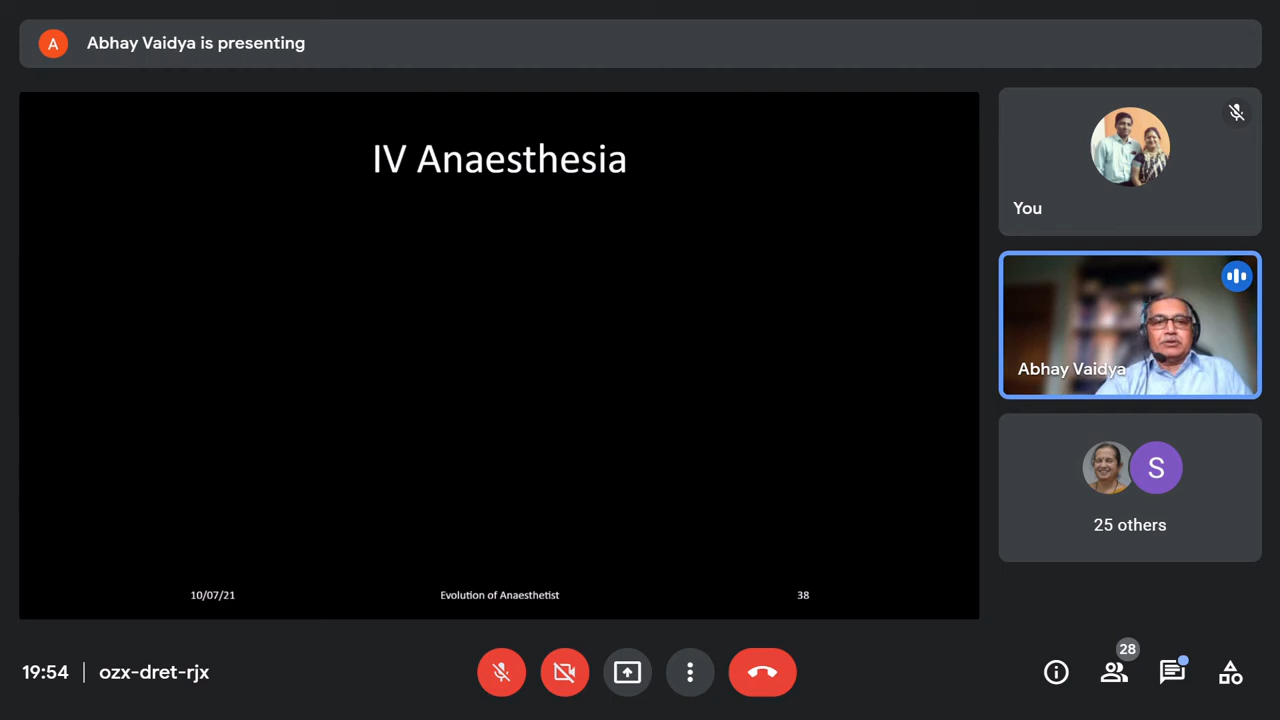 A
Abhay Vaidya is presenting
IV Anaesthesia
10/07/21
Evolution of Anaesthetist
38
You
Abhay Vaidya
S
25 others
19:54
ozx-dret-rjx
28